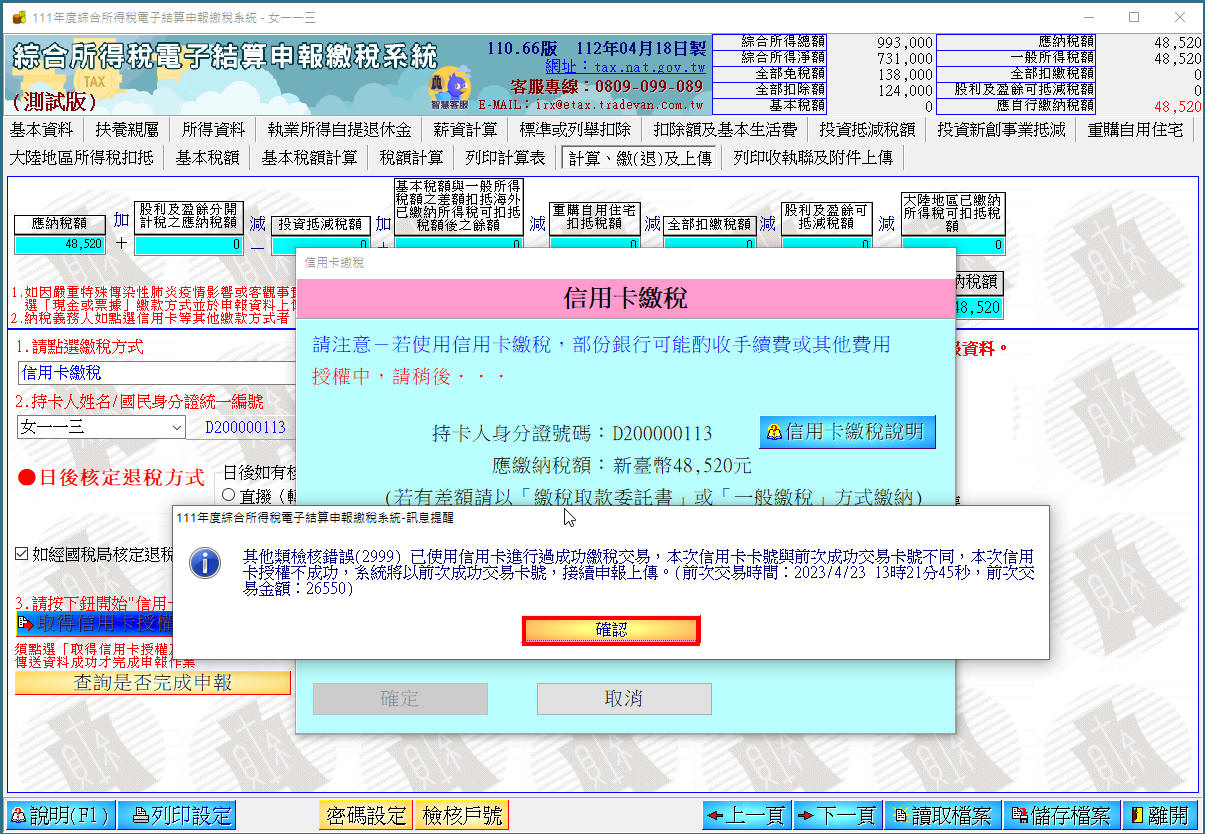 111年度綜合所得稅電子結算申報繳稅系統 - 女一一三
綜合所得稅電子結算申報繳稅系統
TAX
(測試版)
智慧客服
110.66版 112年04月18日製
網址：tax.nat.gov.tw
客服專線：0809-099-089
E-MAIL：irx@etax.tradevan.com.tw
綜合所得總額 993,000 應納稅額 48,520
綜合所得淨額 731,000 一般所得稅額 48,520
全部免稅額 138,000 全部扣繳稅額 0
全部扣除額 124,000 股利及盈餘可抵減稅額 0
基本稅額 0 應自行繳納稅額 48,520
基本資料 扶養親屬 所得資料 執業所得自提退休金 薪資計算 標準或列舉扣除 扣除額及基本生活費 投資抵減稅額 投資新創事業抵減 重購自用住宅
大陸地區所得稅扣抵 基本稅額 基本稅額計算 稅額計算 列印計算表 計算、繳(退)及上傳 列印收執聯及附件上傳
應納稅額
48,520
加
＋
股利及盈餘分開
計稅之應納稅額
0
減
－
投資抵減稅額
0
加
基本稅額與一般所得
稅額之差額扣抵海外
已繳納所得稅可扣抵
稅額後之餘額
0
減
重購自用住宅
扣抵稅額
0
減
全部扣繳稅額
0
減
股利及盈餘可
抵減稅額
0
減
大陸地區已繳納
所得稅可扣抵稅
額
0
納稅額
48,520
1.如因嚴重特殊傳染性肺炎疫情影響或客觀事
選「現金或票據」繳款方式並於申報資料上
2.納稅義務人如點選信用卡等其他繳款方式者
資料。
1.請點選繳稅方式
信用卡繳稅
2.持卡人姓名/國民身分證統一編號
女一一三 D200000113
●日後核定退稅方式
日後如有核
直撥
如經國稅局核定退稅
3.請按下鈕開始"信用
取得信用卡授權
須點選「取得信用卡授權
傳送資料成功才完成申報作業
查詢是否完成申報
信用卡繳稅
信用卡繳稅
請注意－若使用信用卡繳稅，部份銀行可能酌收手續費或其他費用
授權中，請稍後．．．
持卡人身分證號碼：D200000113
信用卡繳稅說明
應繳納稅額：新臺幣48,520元
(若有差額請以「繳稅取款委託書」或「一般繳稅」方式繳納)
111年度綜合所得稅電子結算申報繳稅系統-訊息提醒
其他類檢核錯誤(2999) 已使用信用卡進行過成功繳稅交易，本次信用卡卡號與前次成功交易卡號不同，本次信用
卡授權不成功，系統將以前次成功交易卡號，接續申報上傳。(前次交易時間：2023/4/23 13時21分45秒，前次交
易金額：26550)
確認
確定 取消
說明(F1) 列印設定 密碼設定 檢核戶號 上一頁 下一頁 讀取檔案 儲存檔案 離開